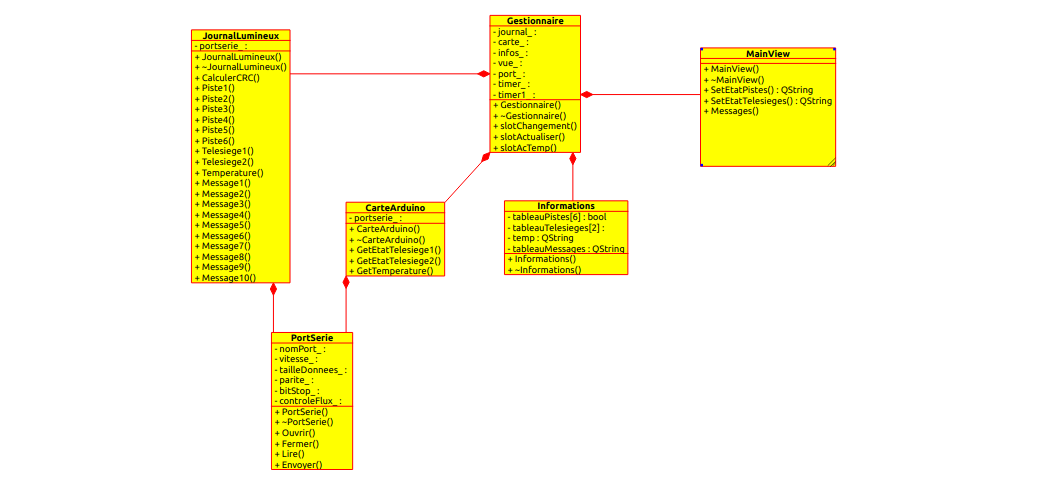 JournalLumineux
- portserie_ :
+ JournalLumineux()
+ ~JournalLumineux()
+ CalculerCRC()
+ Piste1()
+ Piste2()
+ Piste3()
+ Piste4()
+ Piste5()
+ Piste6()
+ Telesiege1()
+ Telesiege2()
+ Temperature()
+ Message1()
+ Message2()
+ Message3()
+ Message4()
+ Message5()
+ Message6()
+ Message7()
+ Message8()
+ Message9()
+ Message10()
Gestionnaire
- journal_ :
- carte_ :
- infos_ :
- vue_ :
- port_ :
- timer_ :
- timer1_ :
+ Gestionnaire()
+ ~Gestionnaire()
+ slotChangement()
+ slotActualiser()
+ slotAcTemp()
MainView
+ MainView()
+ ~MainView()
+ SetEtatPistes() : QString
+ SetEtatTelesieges() : QString
+ Messages()
CarteArduino
- portserie_ :
+ CarteArduino()
+ ~CarteArduino()
+ GetEtatTelesiege1()
+ GetEtatTelesiege2()
+ GetTemperature()
Informations
- tableauPistes[6] : bool
- tableauTelesieges[2] :
- temp : QString
- tableauMessages : QString
+ Informations()
+ ~Informations()
PortSerie
- nomPort_ :
- vitesse_ :
- tailleDonnees_ :
- parite_ :
- bitStop_ :
- controleFlux_ :
+ PortSerie()
+ ~PortSerie()
+ Ouvrir()
+ Fermer()
+ Lire()
+ Envoyer()